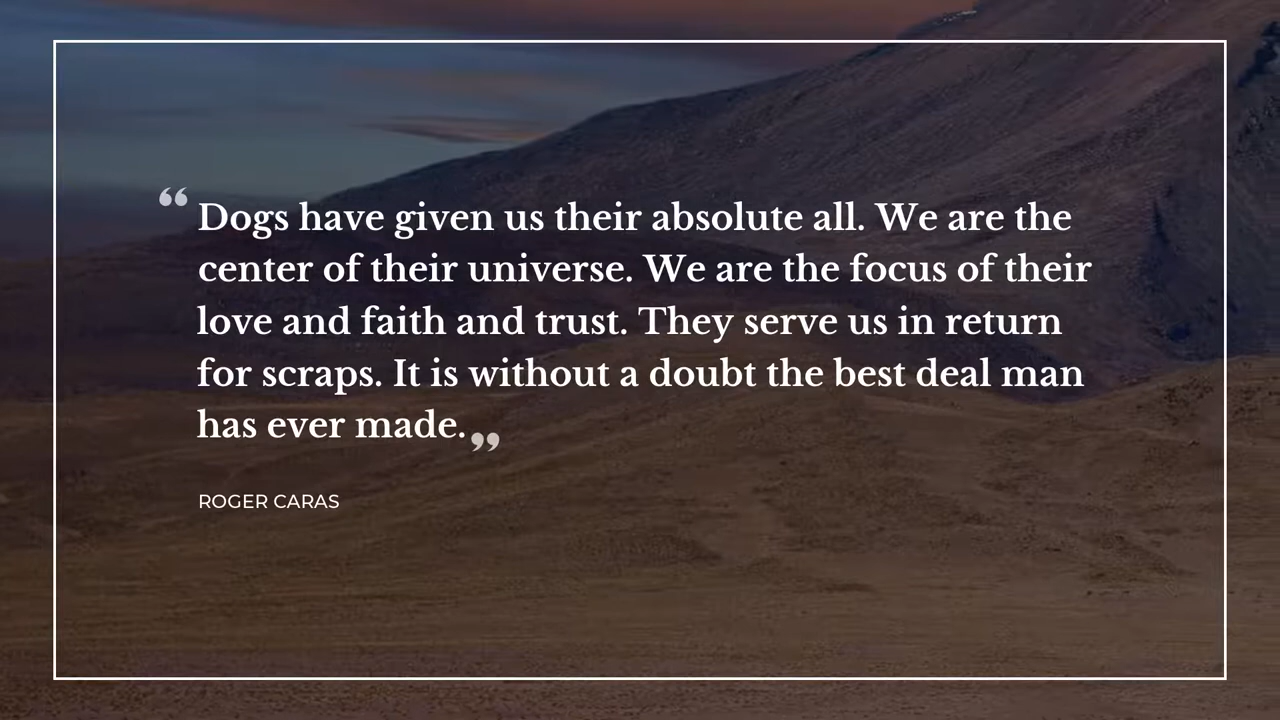 “Dogs have given us their absolute all. We are the
center of their universe. We are the focus of their
love and faith and trust. They serve us in return
for scraps. It is without a doubt the best deal man
has ever made.”
ROGER CARAS